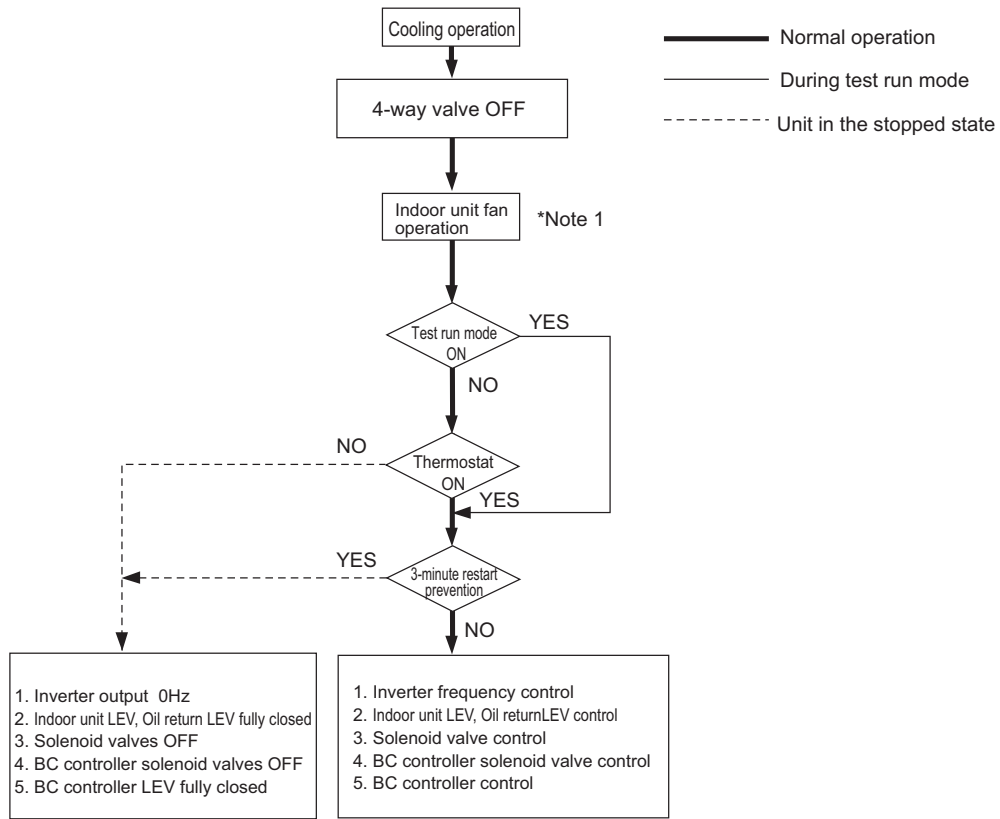 Cooling operation
Normal operation
During test run mode
Unit in the stopped state
4-way valve OFF
Indoor unit fan
operation
*Note 1
Test run mode
ON
YES
NO
Thermostat
ON
NO
YES
3-minute restart
prevention
YES
NO
1. Inverter output  0Hz
2. Indoor unit LEV, Oil return LEV fully closed
3. Solenoid valves OFF
4. BC controller solenoid valves OFF
5. BC controller LEV fully closed
1. Inverter frequency control
2. Indoor unit LEV, Oil returnLEV control
3. Solenoid valve control
4. BC controller solenoid valve control
5. BC controller control